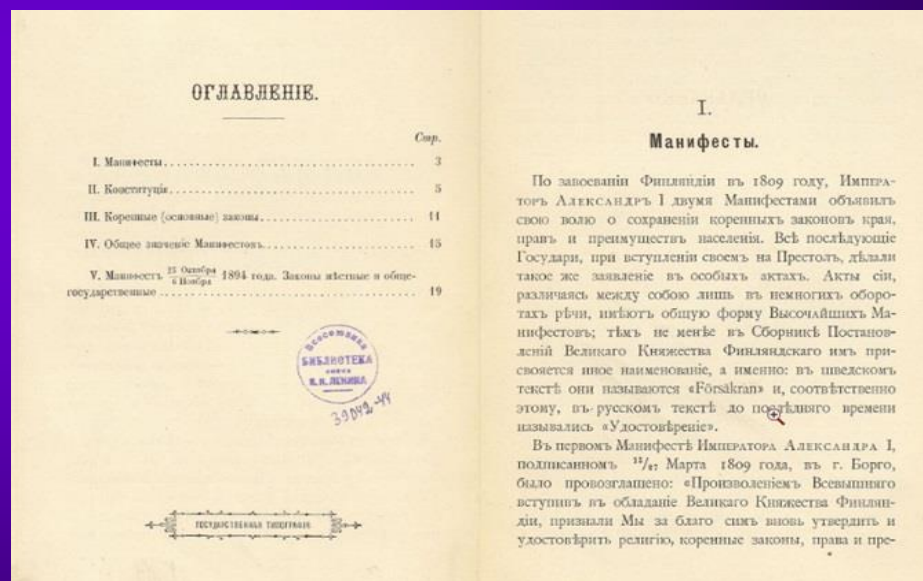 ОГЛАВЛЕНІЕ.
Стр.
I. Манифесты 3
II. Конституція 5
III. Коренные (основные) законы 11
IV. Общее значеніе Манифестовъ 15
V. Манифестъ 25 Октября / 6 Ноября 1894 года. Законы мѣстные и обще-
государственные 19
Всесоюзная
БИБЛИОТЕКА
имени
В. И. ЛЕНИНА
39042-44
ГОСУДАРСТВЕННАЯ ТИПОГРАФІЯ
I.
Манифесты.
По завоеваніи Финляндіи въ 1809 году, ИМПЕРА-
ТОРЪ АЛЕКСАНДРЪ I двумя Манифестами объявилъ
свою волю о сохраненіи коренныхъ законовъ края,
правъ и преимуществъ населенія. Всѣ послѣдующіе
Государи, при вступленіи своемъ на Престолъ, дѣлали
такое же заявленіе въ особыхъ актахъ. Акты сіи,
различаясь между собою лишь въ немногихъ оборо-
тахъ рѣчи, имѣютъ общую форму ВЫСОЧАЙШИХЪ Ма-
нифестовъ; тѣмъ не менѣе въ Сборникѣ Постанов-
леній Великаго Княжества Финляндскаго имъ при-
свояется иное наименованіе, а именно: въ шведскомъ
текстѣ они называются «Försäkran» и, соотвѣтственно
этому, въ русскомъ текстѣ до послѣдняго времени
назывались «Удостовѣреніе».
Въ первомъ Манифестѣ ИМПЕРАТОРА АЛЕКСАНДРА I,
подписанномъ 15/27 Марта 1809 года, въ г. Борго,
было провозглашено: «Произволеніемъ Всевышняго
вступивъ въ обладаніе Великаго Княжества Финлян-
діи, признали Мы за благо симъ вновь утвердить и
удостовѣрить религію, коренные законы, права и пре-